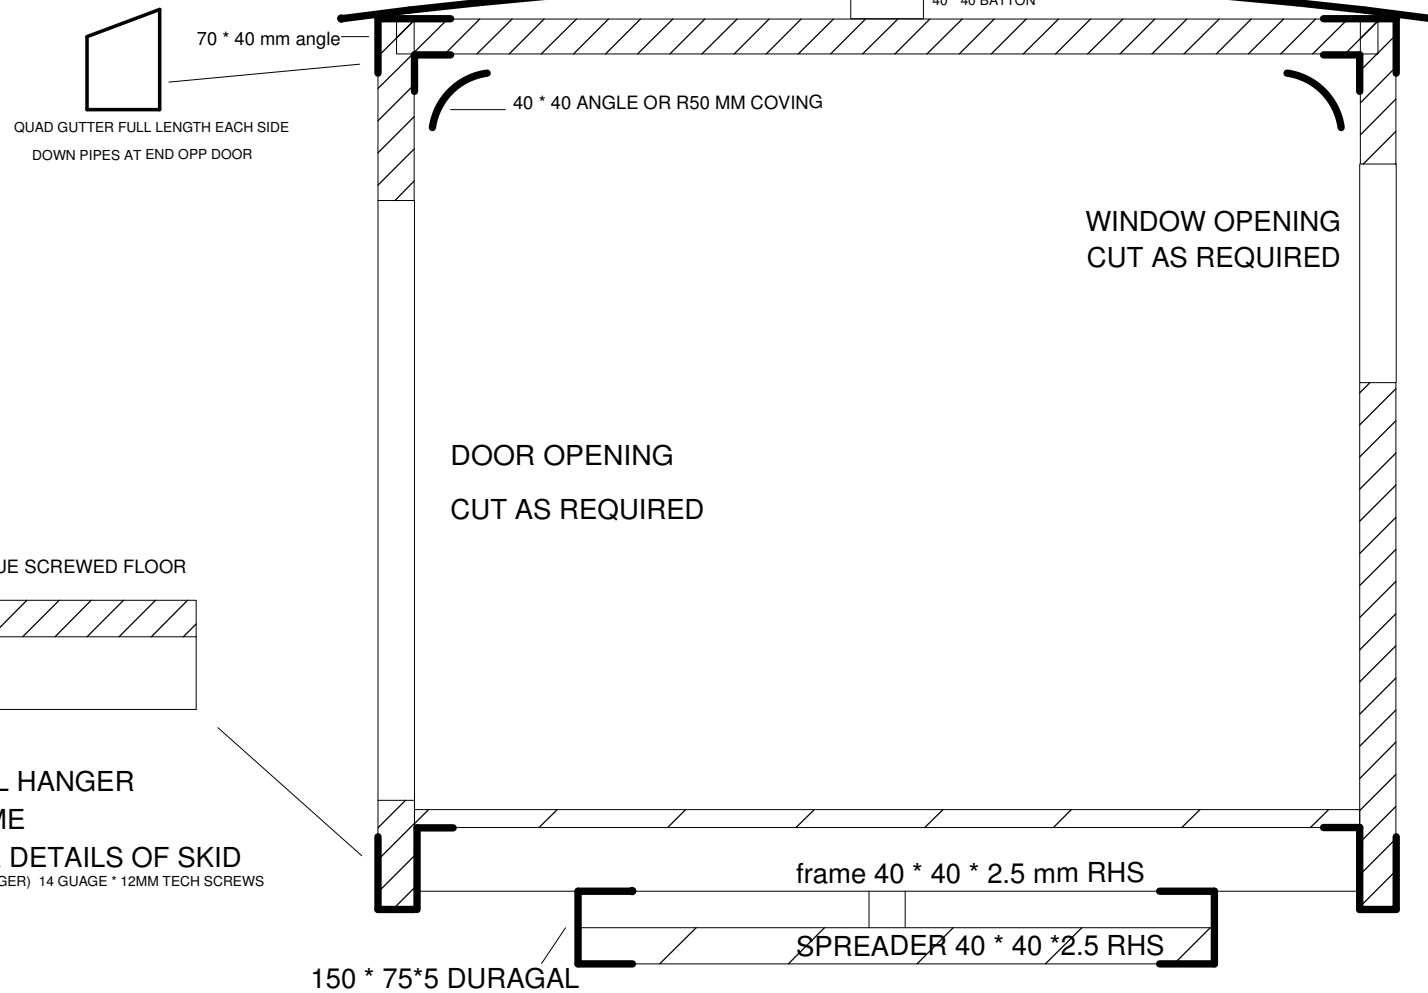 40 * 40 BATTON
70 * 40 mm angle
40 * 40 ANGLE OR R50 MM COVING
QUAD GUTTER FULL LENGTH EACH SIDE
DOWN PIPES AT END OPP DOOR
WINDOW OPENING
CUT AS REQUIRED
DOOR OPENING
CUT AS REQUIRED
SCREWED FLOOR
HANGER
DETAILS OF SKID
14 GUAGE * 12MM TECH SCREWS
frame 40 * 40 * 2.5 mm RHS
SPREADER 40 * 40 *2.5 RHS
150 * 75*5 DURAGAL